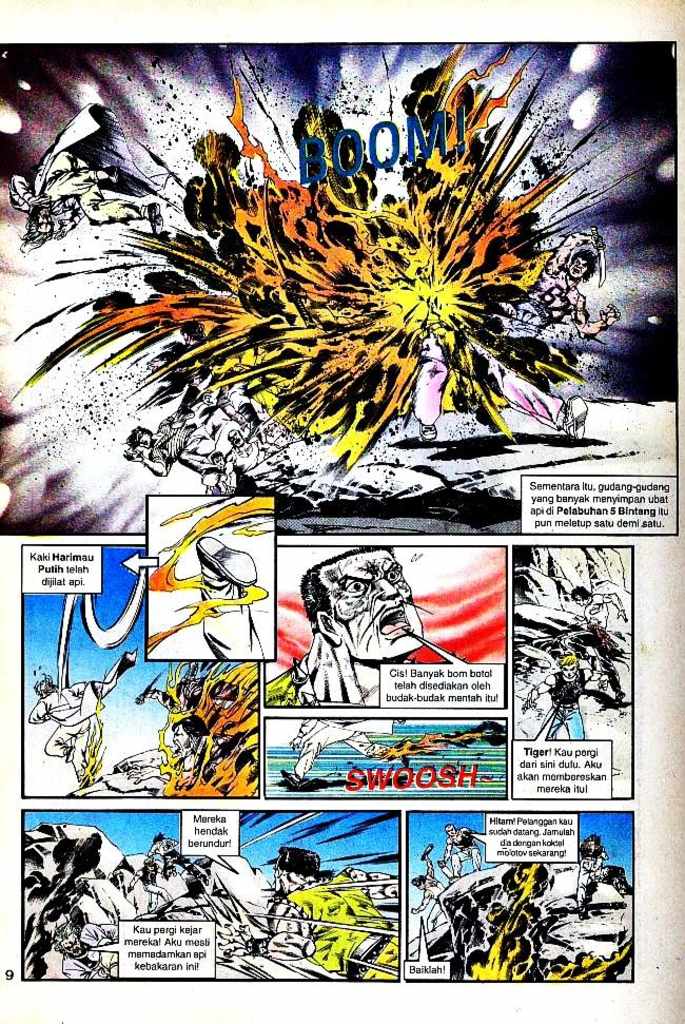 BOOM!
Sementara itu, gudang-gudang
yang banyak menyimpan ubat
api di Pelabuhan 5 Bintang itu
pun meletup satu demi satu.
Kaki Harimau
Putih telah
dijilat api.
Cis! Banyak bom botol
telah disediakan oleh
budak-budak mentah itu!
SWOOSH~
Tiger! Kau pergi
dari sini dulu. Aku
akan membereskan
mereka itu!
Mereka
hendak
berundur!
Kau pergi kejar
mereka! Aku mesti
memadamkan api
kebakaran ini!
Hitam! Pelanggan kau
sudah datang. Jamulah
dia dengan koktel
molotov sekarang!
Baiklah!
9